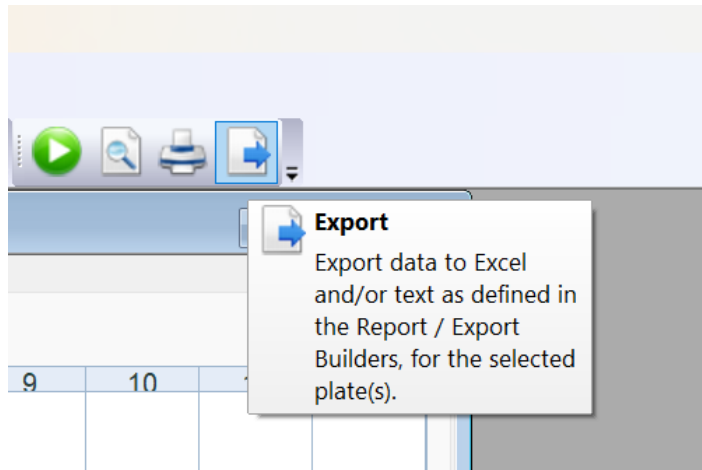 Export
Export data to Excel
and/or text as defined in
the Report / Export
Builders, for the selected
plate(s).
9
10